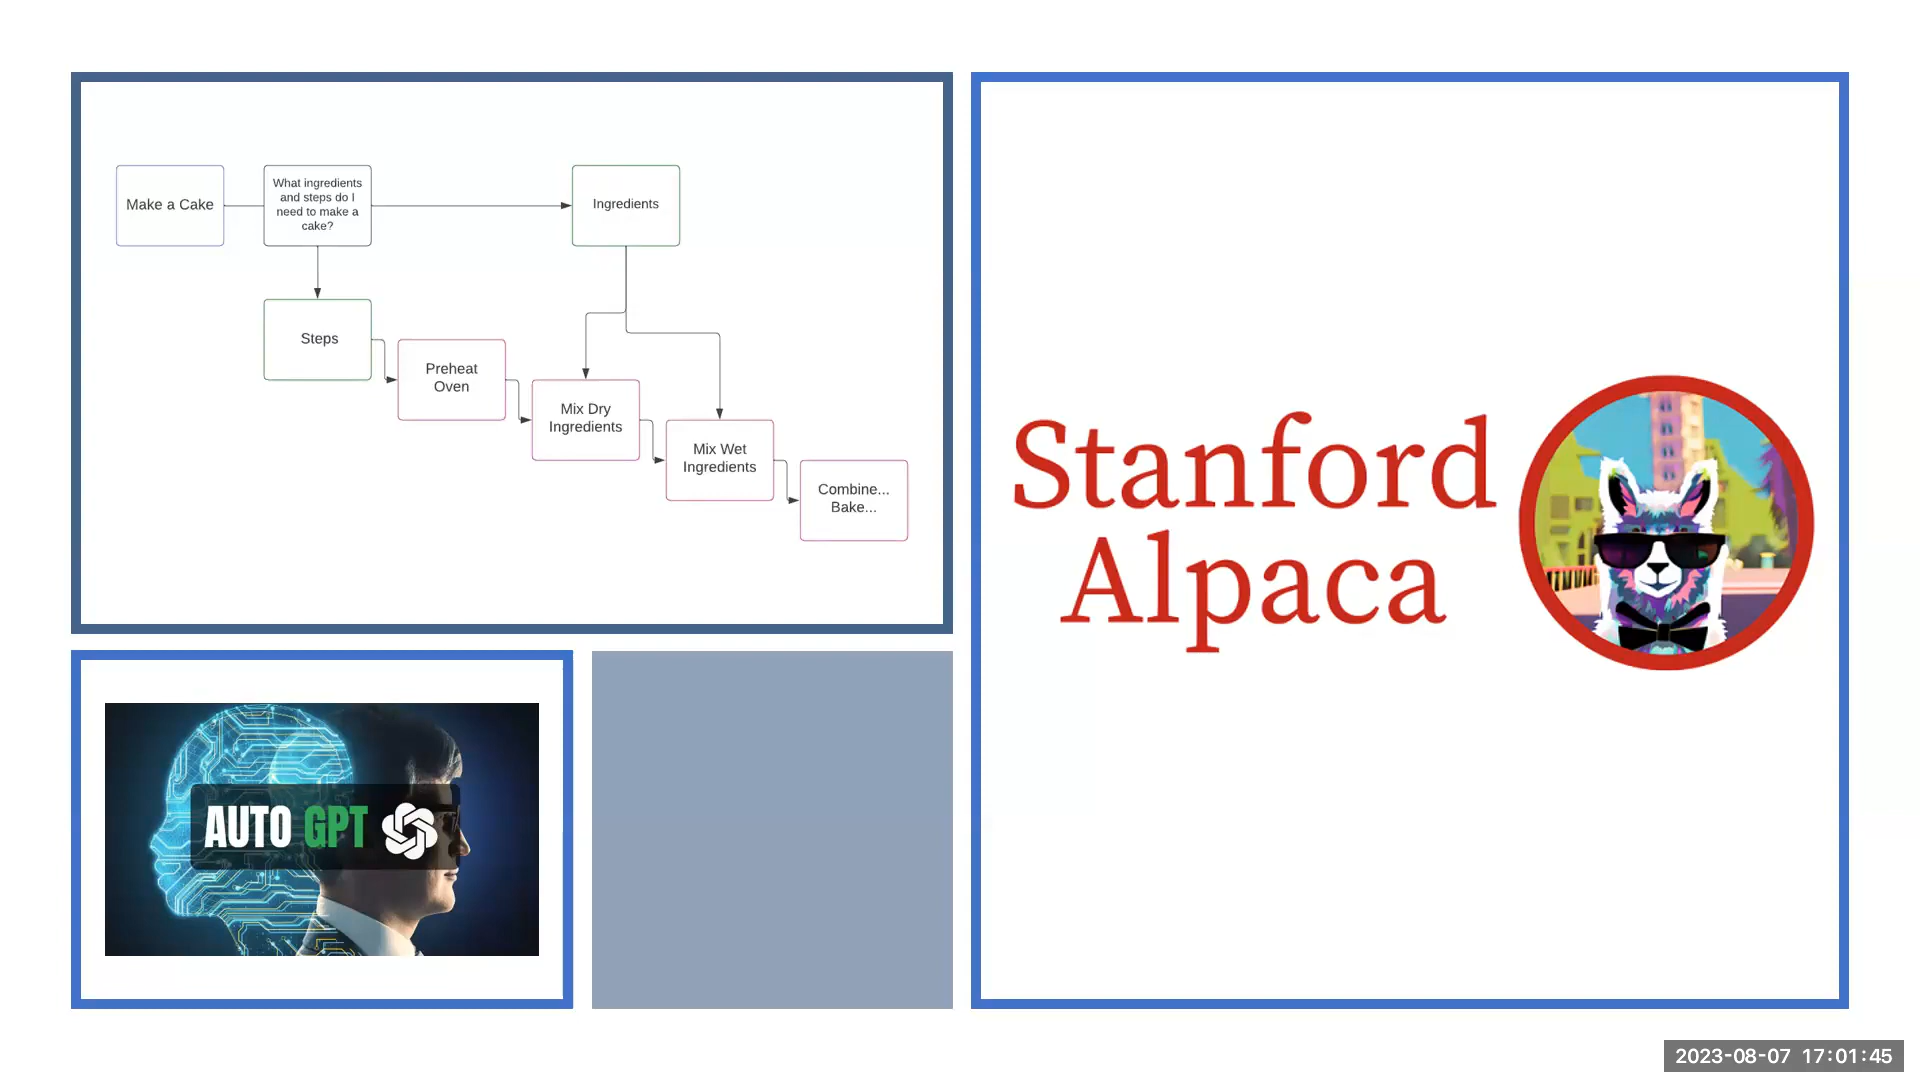 Make a Cake
What ingredients
and steps do I
need to make a
cake?
Ingredients
Steps
Preheat
Oven
Mix Dry
Ingredients
Mix Wet
Ingredients
Combine...
Bake...
AUTO GPT
Stanford
Alpaca
2023-08-07 17:01:45